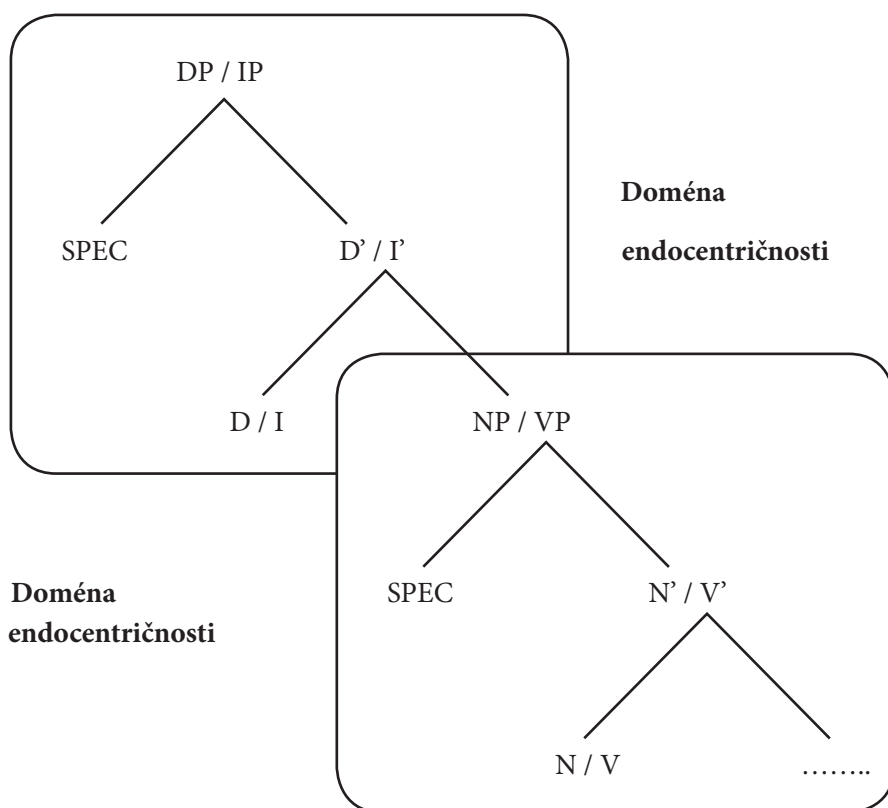 DP / IP
Doména
SPEC
D’ / I’
endocentričnosti
D / I
NP / VP
Doména
SPEC
N’ / V’
endocentričnosti
N / V
……..